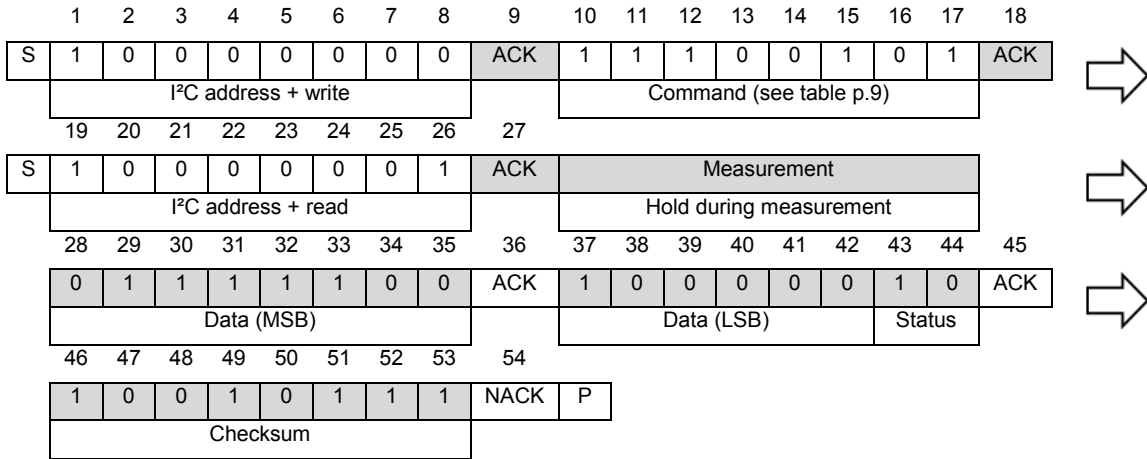 1 2 3 4 5 6 7 8 9 10 11 12 13 14 15 16 17 18
S 1 0 0 0 0 0 0 0 ACK 1 1 1 0 0 1 0 1 ACK
I²C address + write Command (see table p.9)
19 20 21 22 23 24 25 26 27
S 1 0 0 0 0 0 0 1 ACK Measurement
I²C address + read Hold during measurement
28 29 30 31 32 33 34 35 36 37 38 39 40 41 42 43 44 45
0 1 1 1 1 1 0 0 ACK 1 0 0 0 0 0 1 0 ACK
Data (MSB) Data (LSB) Status
46 47 48 49 50 51 52 53 54
1 0 0 1 0 1 1 1 NACK P
Checksum